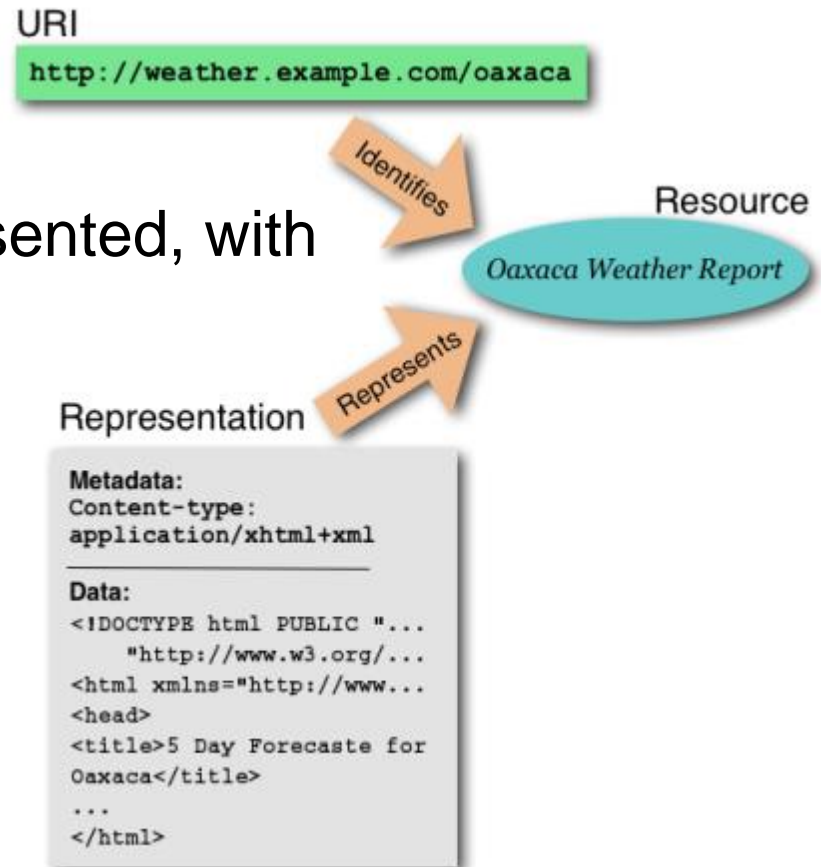 URI
http://weather.example.com/oaxaca
Identifies
Resource
sented, with
Oaxaca Weather Report
Represents
Representation
Metadata:
Content-type:
application/xhtml+xml
Data:
<!DOCTYPE html PUBLIC "...
"http://www.w3.org/...
<html xmlns="http://www...
<head>
<title>5 Day Forecaste for
Oaxaca</title>
...
</html>